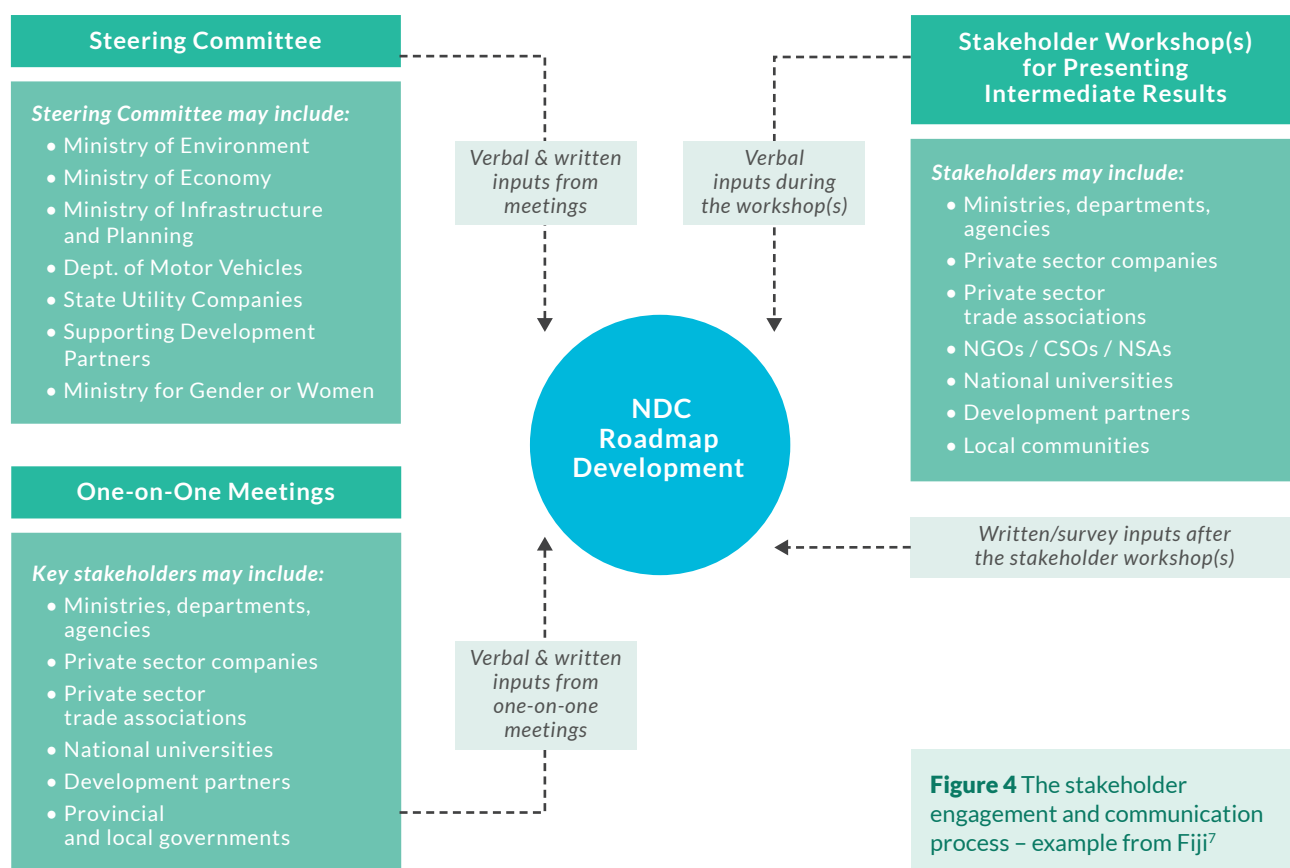 Steering Committee
Steering Committee may include:
• Ministry of Environment
• Ministry of Economy
• Ministry of Infrastructure
and Planning
• Dept. of Motor Vehicles
• State Utility Companies
• Supporting Development
Partners
• Ministry for Gender or Women
One-on-One Meetings
Key stakeholders may include:
• Ministries, departments,
agencies
• Private sector companies
• Private sector
trade associations
• National universities
• Development partners
• Provincial
and local governments
Verbal & written
inputs from
meetings
Verbal
inputs during
the workshop(s)
NDC
Roadmap
Development
Verbal & written
inputs from
one-on-one
meetings
Stakeholder Workshop(s)
for Presenting
Intermediate Results
Stakeholders may include:
• Ministries, departments,
agencies
• Private sector companies
• Private sector
trade associations
• NGOs / CSOs / NSAs
• National universities
• Development partners
• Local communities
Written/survey inputs after
the stakeholder workshop(s)
Figure 4 The stakeholder
engagement and communication
process – example from Fiji⁷